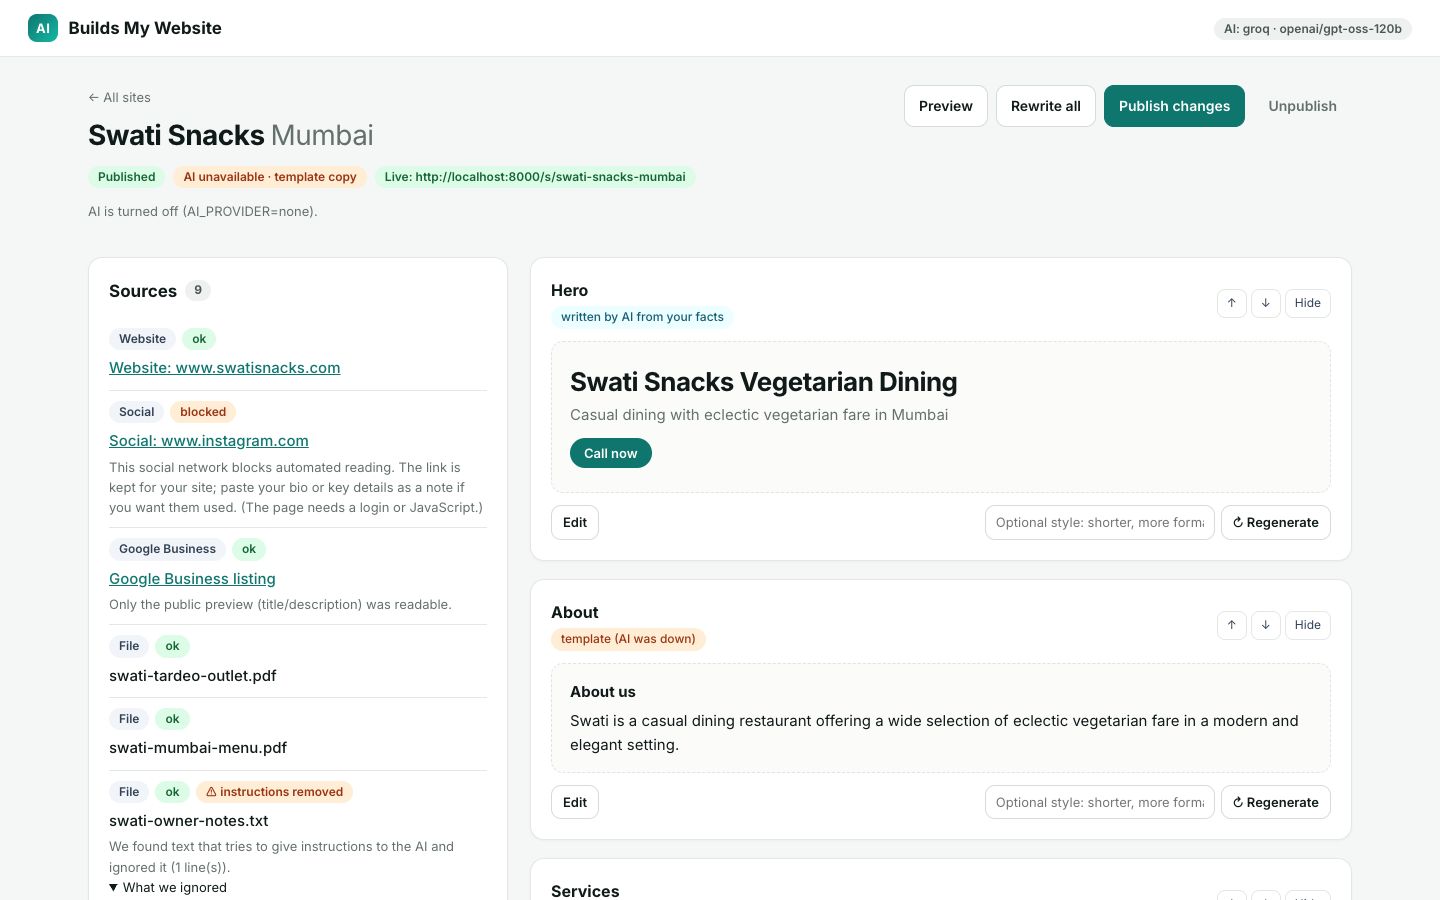 AI Builds My Website
AI: groq · openai/gpt-oss-120b
← All sites
Swati Snacks Mumbai
Preview
Rewrite all
Publish changes
Unpublish
Published
AI unavailable · template copy
Live: http://localhost:8000/s/swati-snacks-mumbai
AI is turned off (AI_PROVIDER=none).
Sources 9
Website ok
Website: www.swatisnacks.com
Social blocked
Social: www.instagram.com
This social network blocks automated reading. The link is
kept for your site; paste your bio or key details as a note if
you want them used. (The page needs a login or JavaScript.)
Google Business ok
Google Business listing
Only the public preview (title/description) was readable.
File ok
swati-tardeo-outlet.pdf
File ok
swati-mumbai-menu.pdf
File ok ⚠ instructions removed
swati-owner-notes.txt
We found text that tries to give instructions to the AI and
ignored it (1 line(s)).
▼ What we ignored
Hero
written by AI from your facts
↑ ↓ Hide
Swati Snacks Vegetarian Dining
Casual dining with eclectic vegetarian fare in Mumbai
Call now
Edit
Optional style: shorter, more forma
↻ Regenerate
About
template (AI was down)
↑ ↓ Hide
About us
Swati is a casual dining restaurant offering a wide selection of eclectic vegetarian fare in a modern and
elegant setting.
Edit
Optional style: shorter, more forma
↻ Regenerate
Services